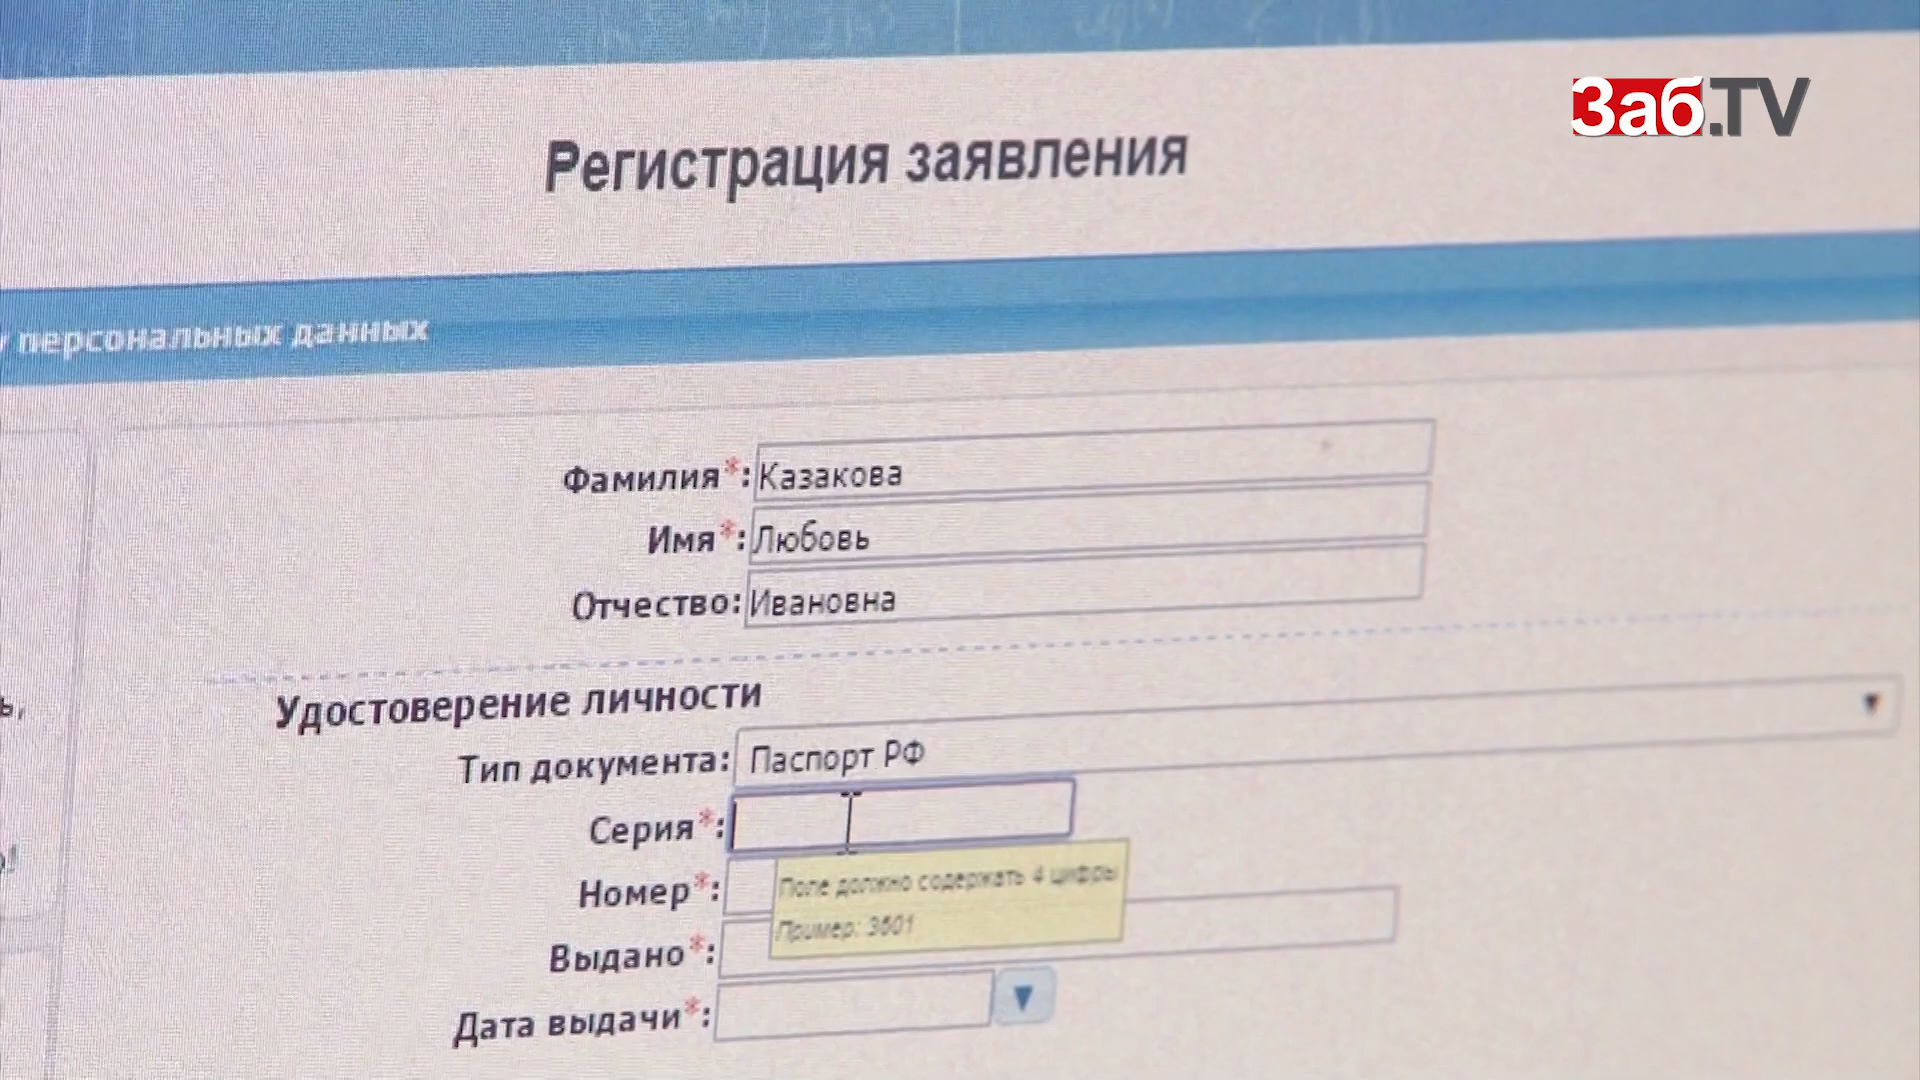 Заб.TV
Регистрация заявления
персональных данных
Фамилия*: Казакова
Имя*: Любовь
Отчество: Ивановна
ь,
Удостоверение личности
Тип документа: Паспорт РФ
Серия*:
Поле должно содержать 4 цифры
Номер*:
Пример: 3601
Выдано*:
Дата выдачи*: